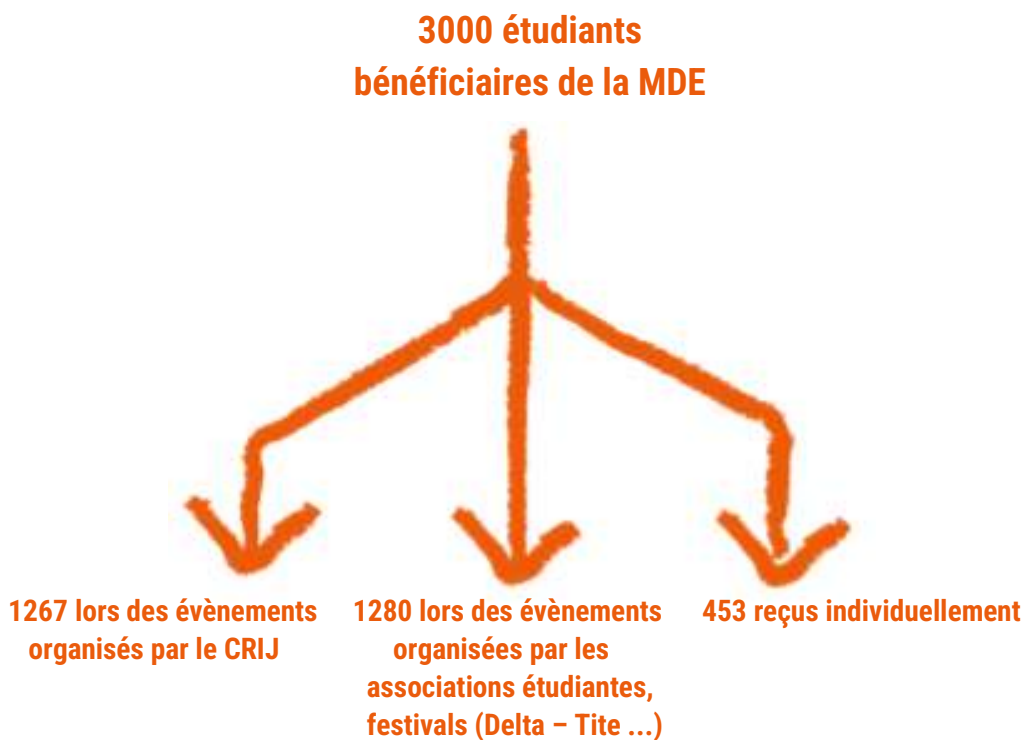 3000 étudiants
bénéficiaires de la MDE
1267 lors des évènements
organisés par le CRIJ
1280 lors des évènements
organisées par les
associations étudiantes,
festivals (Delta – Tite ...)
453 reçus individuellement